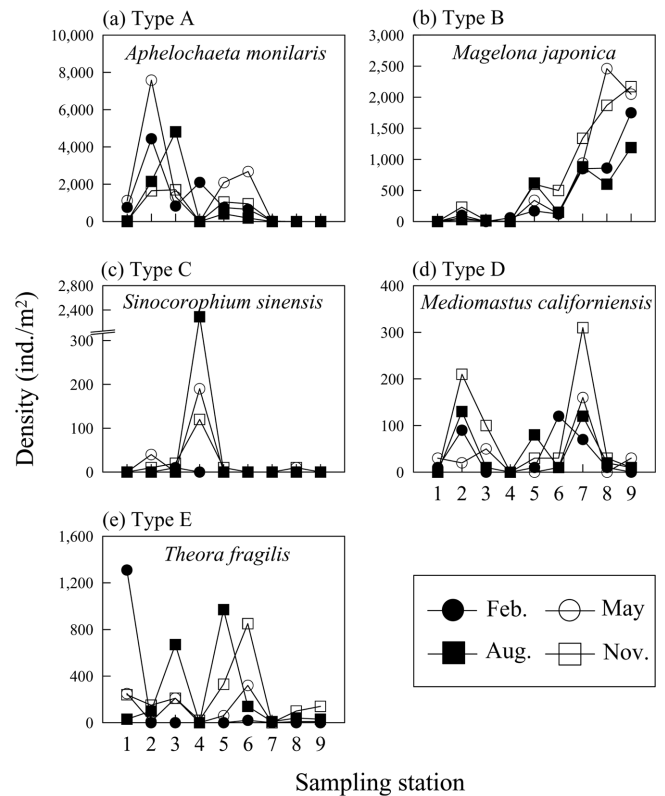 (a) Type A
Aphelochaeta monilaris
10,000
8,000
6,000
4,000
2,000
0
(b) Type B
Magelona japonica
3,000
2,500
2,000
1,500
1,000
500
0
(c) Type C
Sinocorophium sinensis
2,800
2,400
300
200
100
0
(d) Type D
Mediomastus californiensis
400
300
200
100
0
1 2 3 4 5 6 7 8 9
(e) Type E
Theora fragilis
1,600
1,200
800
400
0
1 2 3 4 5 6 7 8 9
Feb. May
Aug. Nov.
Density (ind./m²)
Sampling station